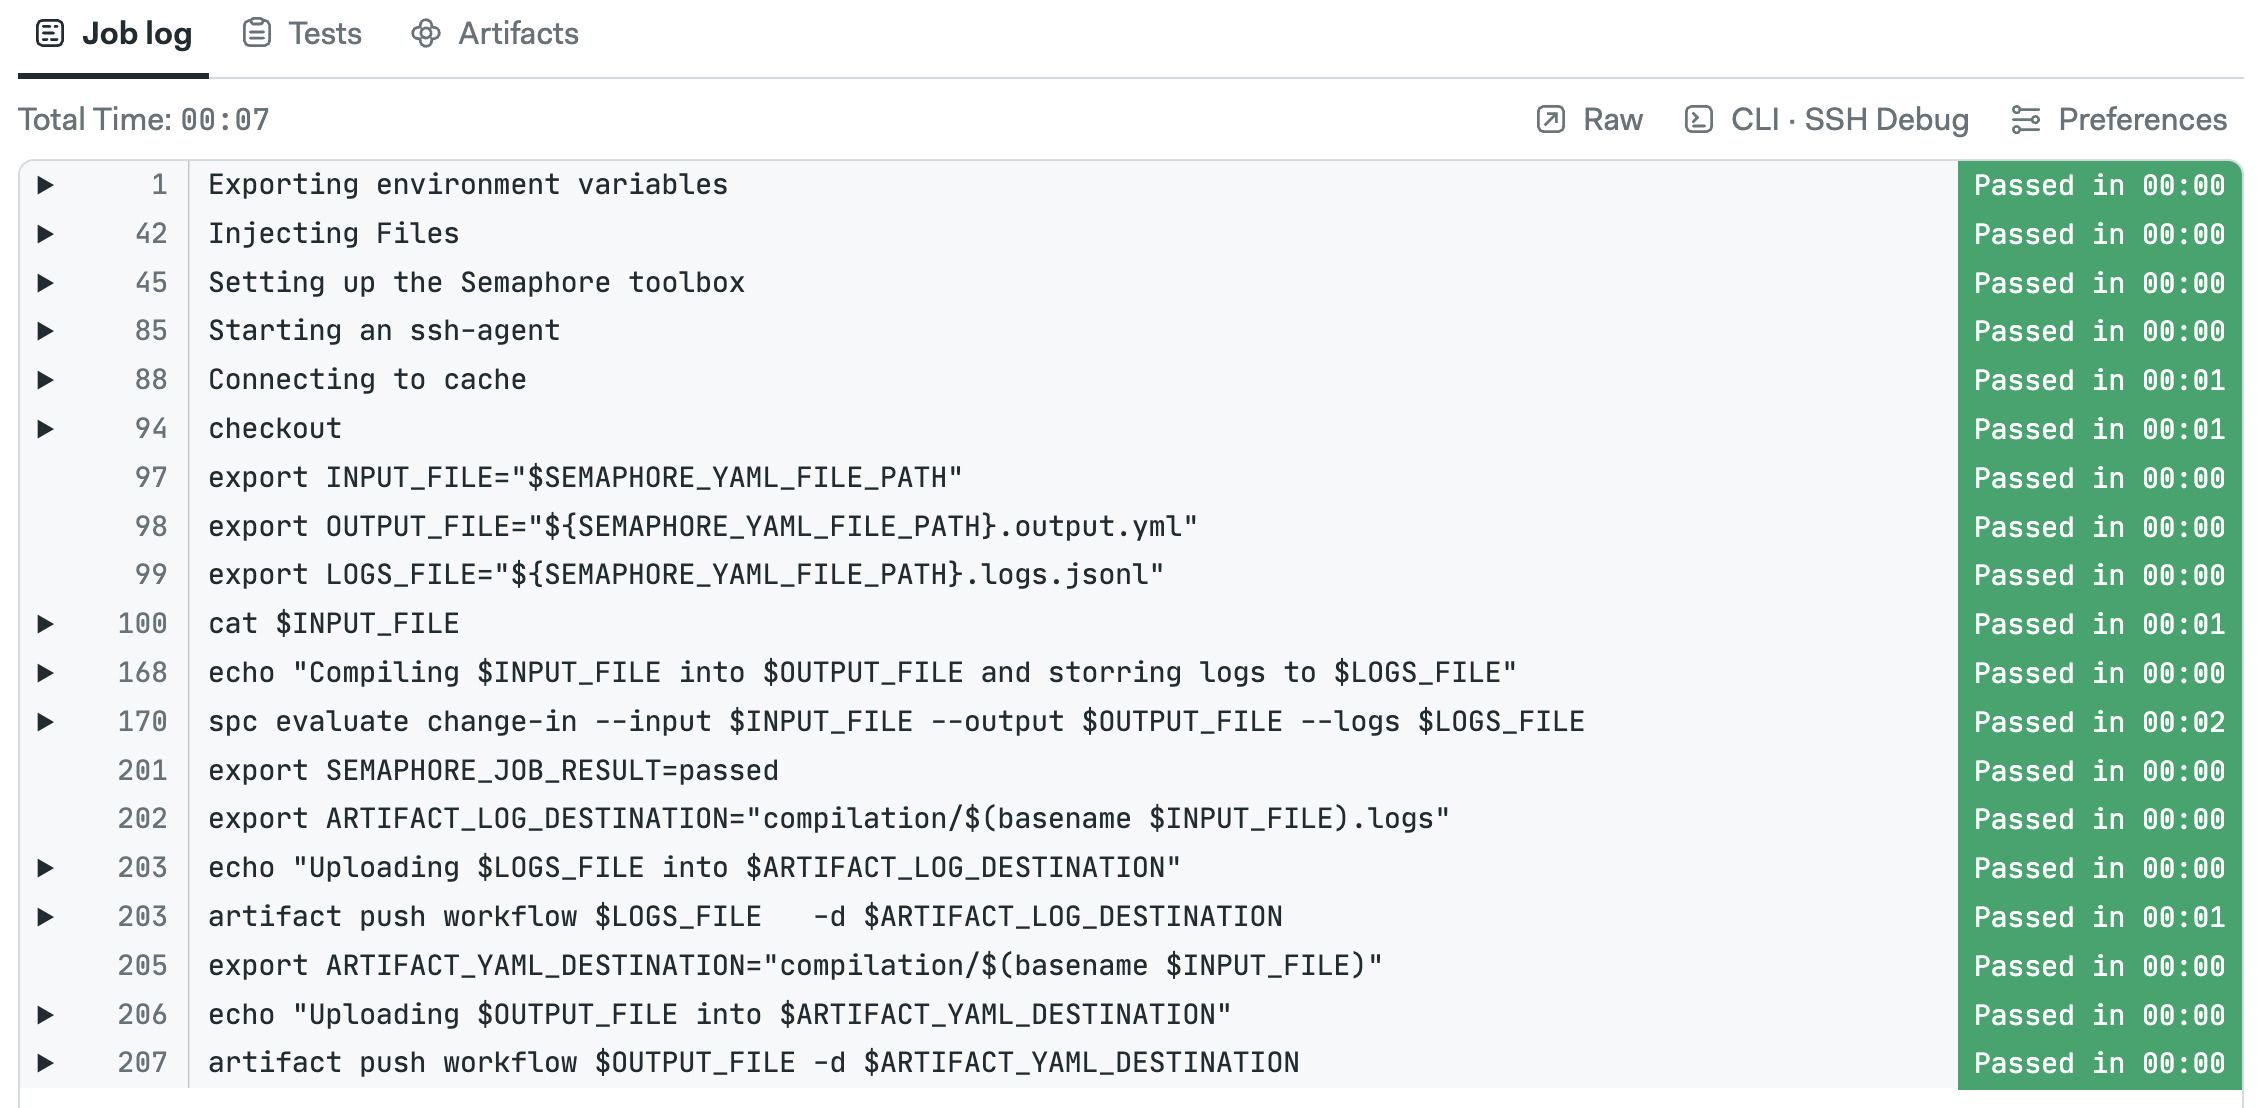 Job log Tests Artifacts
Total Time: 00:07 Raw CLI · SSH Debug Preferences
1 Exporting environment variables Passed in 00:00
42 Injecting Files Passed in 00:00
45 Setting up the Semaphore toolbox Passed in 00:00
85 Starting an ssh-agent Passed in 00:00
88 Connecting to cache Passed in 00:01
94 checkout Passed in 00:01
97 export INPUT_FILE="$SEMAPHORE_YAML_FILE_PATH" Passed in 00:00
98 export OUTPUT_FILE="${SEMAPHORE_YAML_FILE_PATH}.output.yml" Passed in 00:00
99 export LOGS_FILE="${SEMAPHORE_YAML_FILE_PATH}.logs.jsonl" Passed in 00:00
100 cat $INPUT_FILE Passed in 00:01
168 echo "Compiling $INPUT_FILE into $OUTPUT_FILE and storring logs to $LOGS_FILE" Passed in 00:00
170 spc evaluate change-in --input $INPUT_FILE --output $OUTPUT_FILE --logs $LOGS_FILE Passed in 00:02
201 export SEMAPHORE_JOB_RESULT=passed Passed in 00:00
202 export ARTIFACT_LOG_DESTINATION="compilation/$(basename $INPUT_FILE).logs" Passed in 00:00
203 echo "Uploading $LOGS_FILE into $ARTIFACT_LOG_DESTINATION" Passed in 00:00
203 artifact push workflow $LOGS_FILE   -d $ARTIFACT_LOG_DESTINATION Passed in 00:01
205 export ARTIFACT_YAML_DESTINATION="compilation/$(basename $INPUT_FILE)" Passed in 00:00
206 echo "Uploading $OUTPUT_FILE into $ARTIFACT_YAML_DESTINATION" Passed in 00:00
207 artifact push workflow $OUTPUT_FILE -d $ARTIFACT_YAML_DESTINATION Passed in 00:00